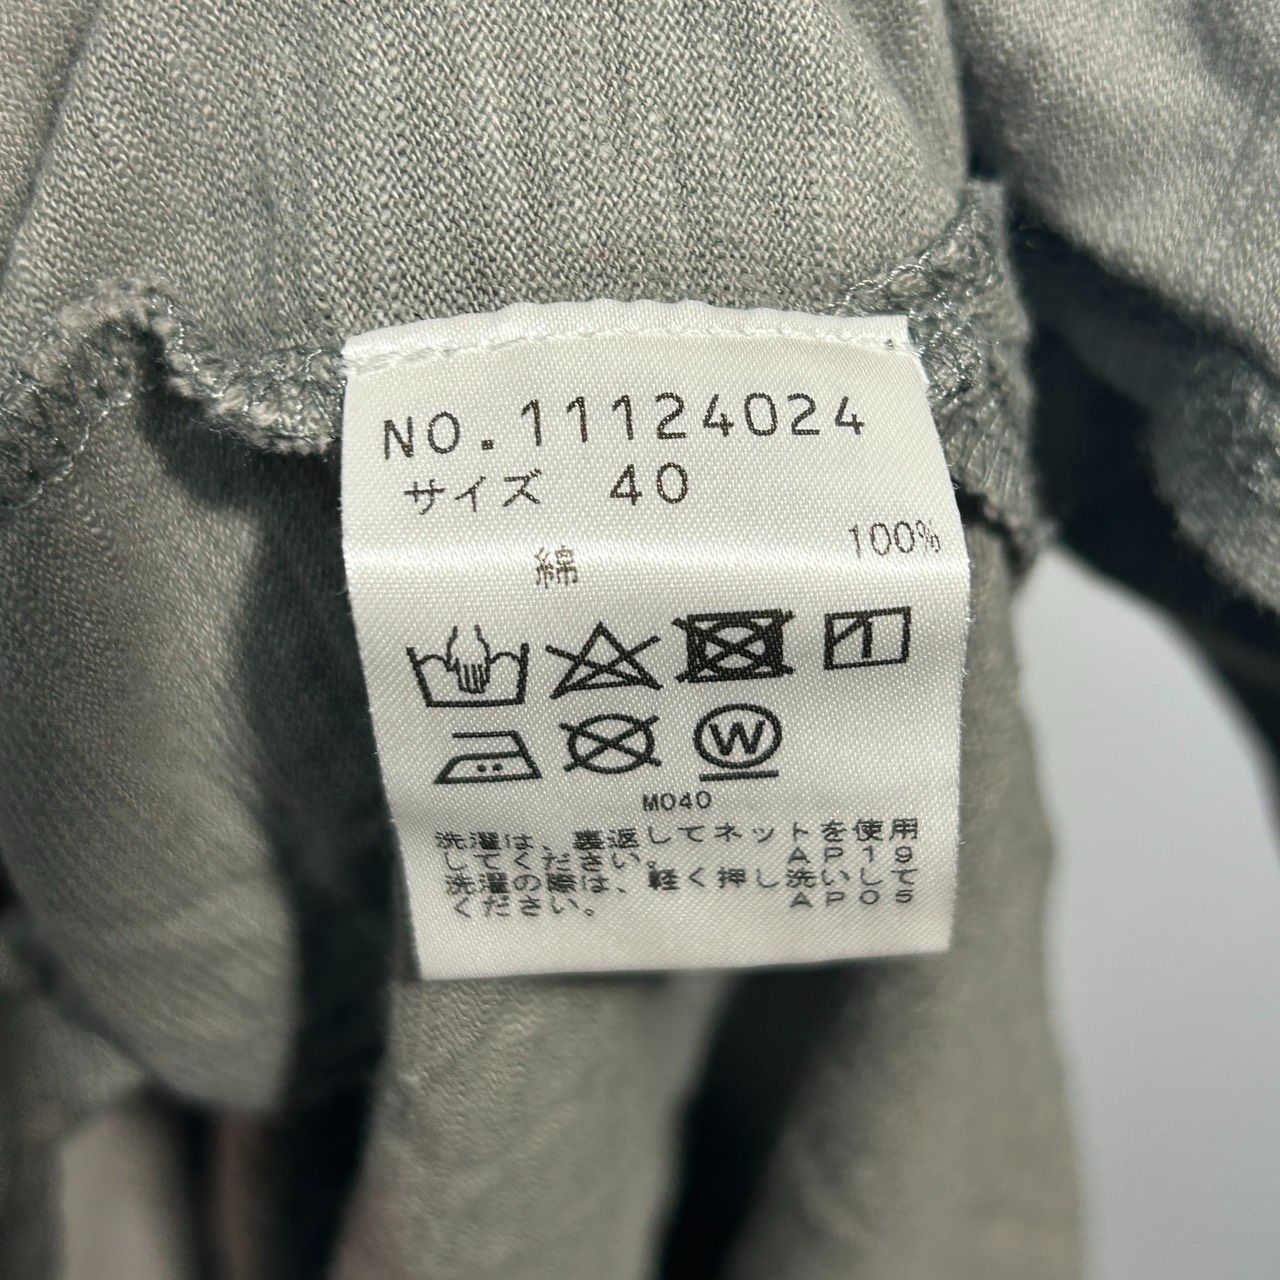 NO.11124024
サイズ 40
綿 100%
W
M040
洗濯は、裏返してネットを使用
してください。 AP19
洗濯の際は、軽く押し洗いして
ください。 AP05